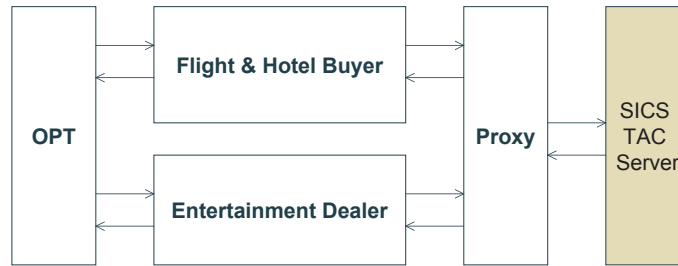 Flight & Hotel Buyer
OPT
Proxy
SICS
TAC
Server
Entertainment Dealer